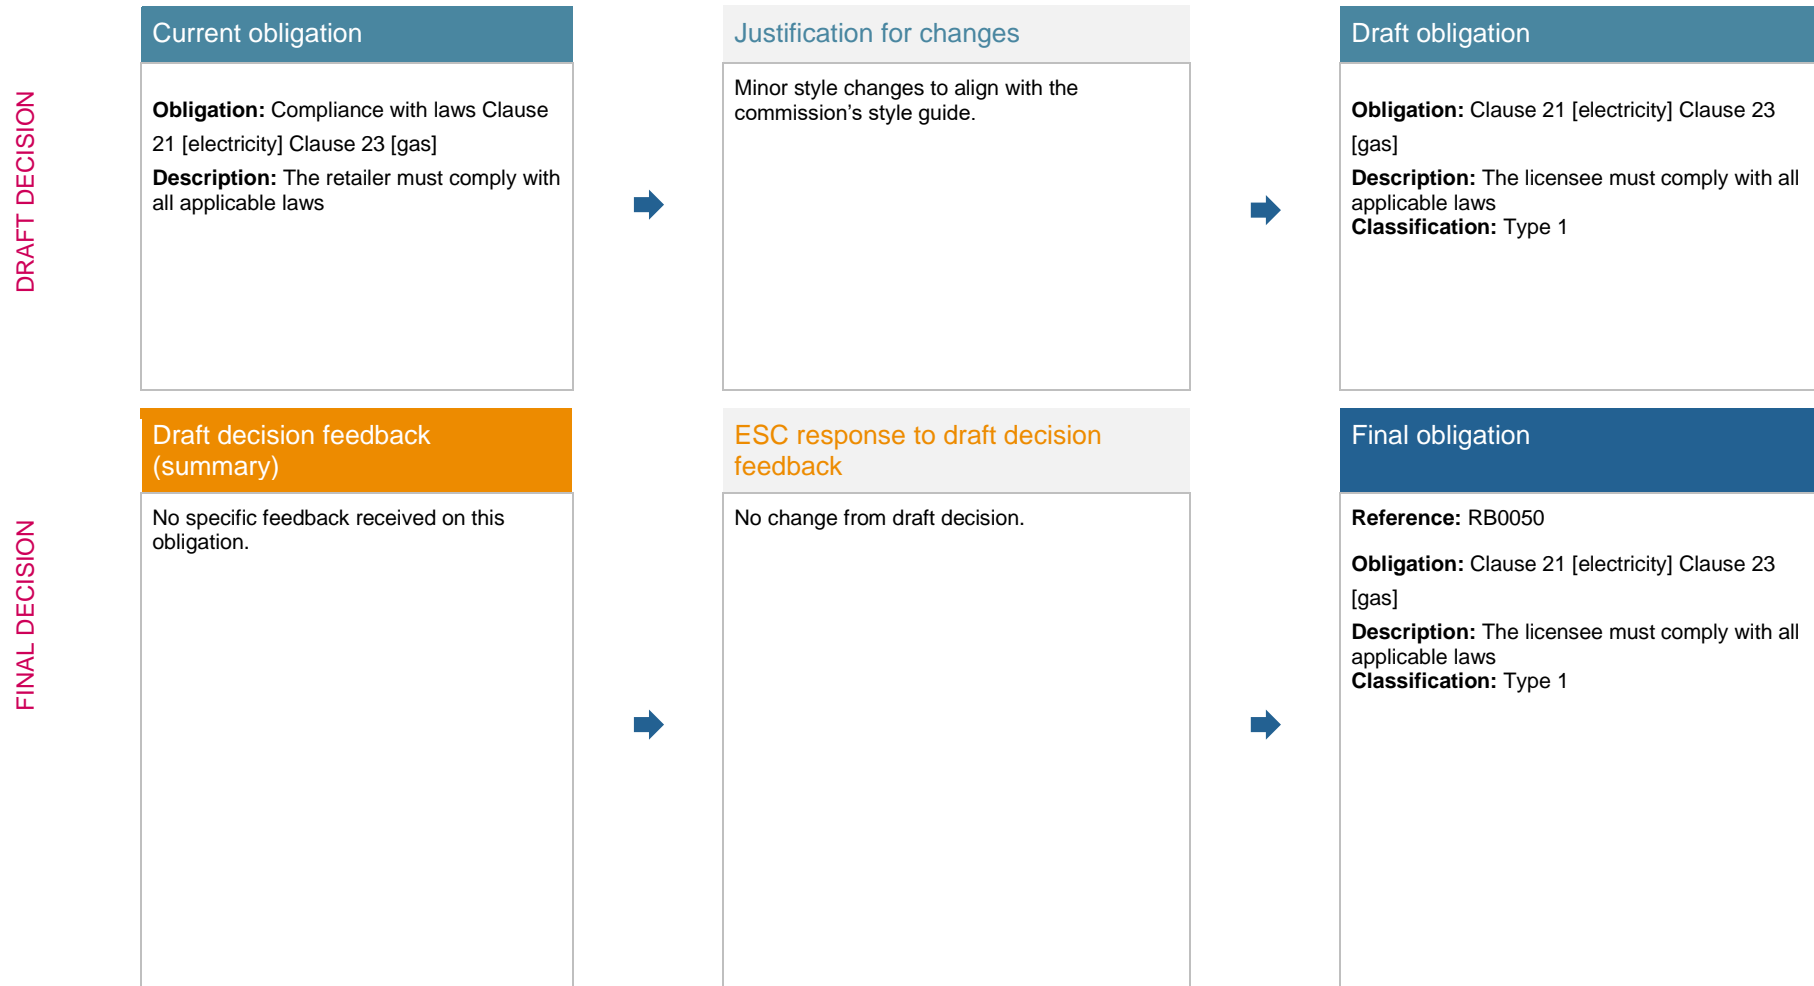 DRAFT DECISION
Current obligation
Obligation: Compliance with laws Clause
21 [electricity] Clause 23 [gas]
Description: The retailer must comply with
all applicable laws
Justification for changes
Minor style changes to align with the
commission’s style guide.
Draft obligation
Obligation: Clause 21 [electricity] Clause 23
[gas]
Description: The licensee must comply with all
applicable laws
Classification: Type 1
FINAL DECISION
Draft decision feedback
(summary)
No specific feedback received on this
obligation.
ESC response to draft decision
feedback
No change from draft decision.
Final obligation
Reference: RB0050
Obligation: Clause 21 [electricity] Clause 23
[gas]
Description: The licensee must comply with all
applicable laws
Classification: Type 1